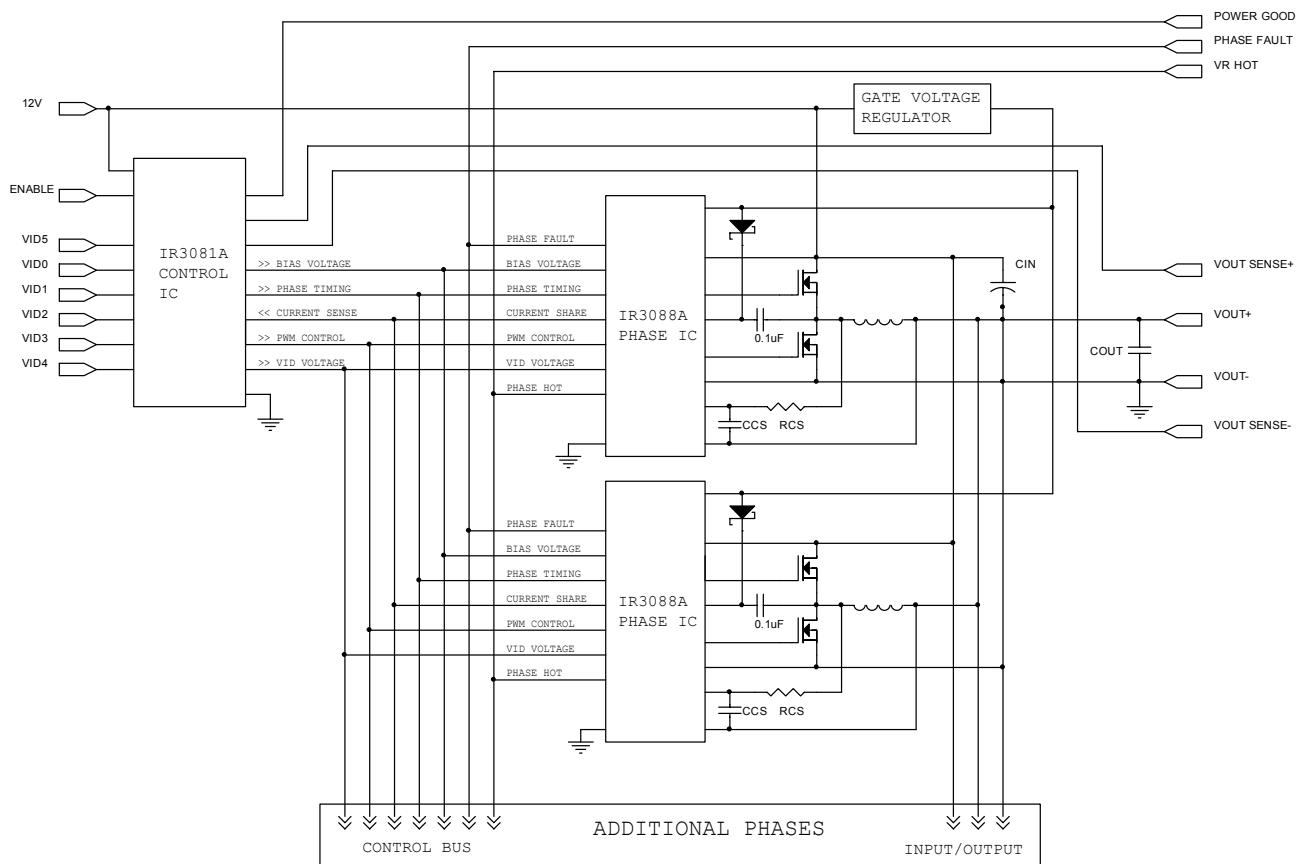 POWER GOOD
PHASE FAULT
VR HOT
12V
GATE VOLTAGE
REGULATOR
ENABLE
VID5
VID0
VID1
VID2
VID3
VID4
IR3081A
CONTROL
IC
>> BIAS VOLTAGE
>> PHASE TIMING
<< CURRENT SENSE
>> PWM CONTROL
>> VID VOLTAGE
PHASE FAULT
BIAS VOLTAGE
PHASE TIMING
CURRENT SHARE
PWM CONTROL
VID VOLTAGE
PHASE HOT
IR3088A
PHASE IC
0.1uF
CCS
RCS
CIN
COUT
VOUT SENSE+
VOUT+
VOUT-
VOUT SENSE-
PHASE FAULT
BIAS VOLTAGE
PHASE TIMING
CURRENT SHARE
PWM CONTROL
VID VOLTAGE
PHASE HOT
IR3088A
PHASE IC
0.1uF
CCS
RCS
ADDITIONAL PHASES
CONTROL BUS
INPUT/OUTPUT